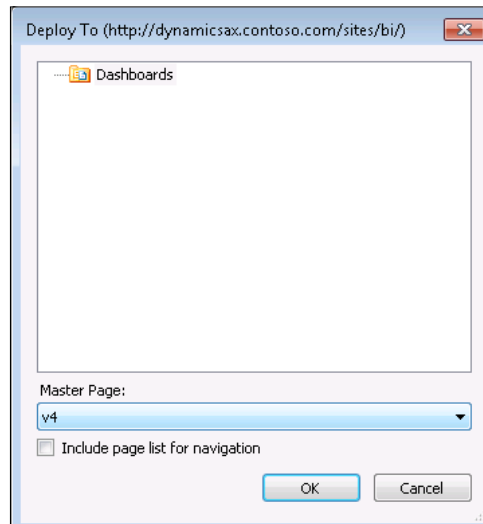 Deploy To (http://dynamicsax.contoso.com/sites/bi/)
Dashboards
Master Page:
v4
Include page list for navigation
OK
Cancel